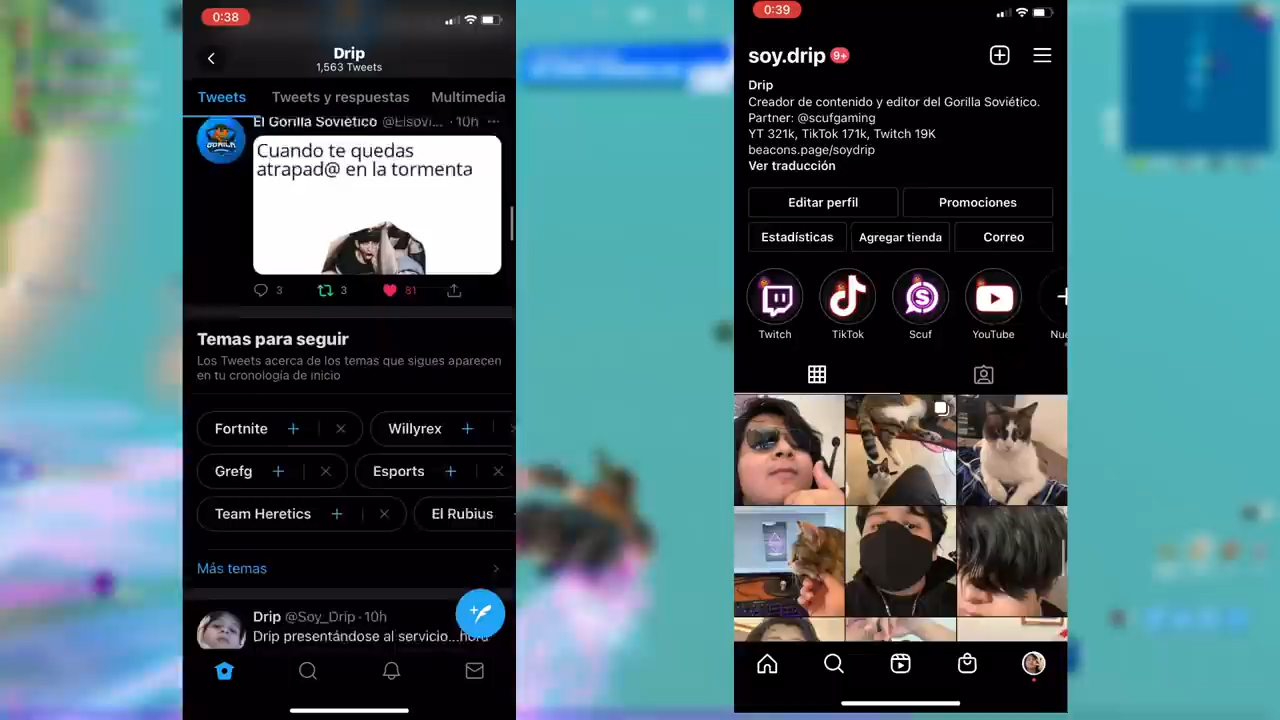 0:38
Drip
1,563 Tweets
Tweets
Tweets y respuestas
Multimedia
El Gorilla Soviético @Elsovi... · 10h
Cuando te quedas
atrapad@ en la tormenta
3
3
81
Temas para seguir
Los Tweets acerca de los temas que sigues aparecen
en tu cronología de inicio
Fortnite
Willyrex
Grefg
Esports
Team Heretics
El Rubius
Más temas
Drip @Soy_Drip · 10h
Drip presentándose al servicio...
0:39
soy.drip 9+
Drip
Creador de contenido y editor del Gorilla Soviético.
Partner: @scufgaming
YT 321k, TikTok 171k, Twitch 19K
beacons.page/soydrip
Ver traducción
Editar perfil
Promociones
Estadísticas
Agregar tienda
Correo
Twitch
TikTok
Scuf
YouTube
Nue